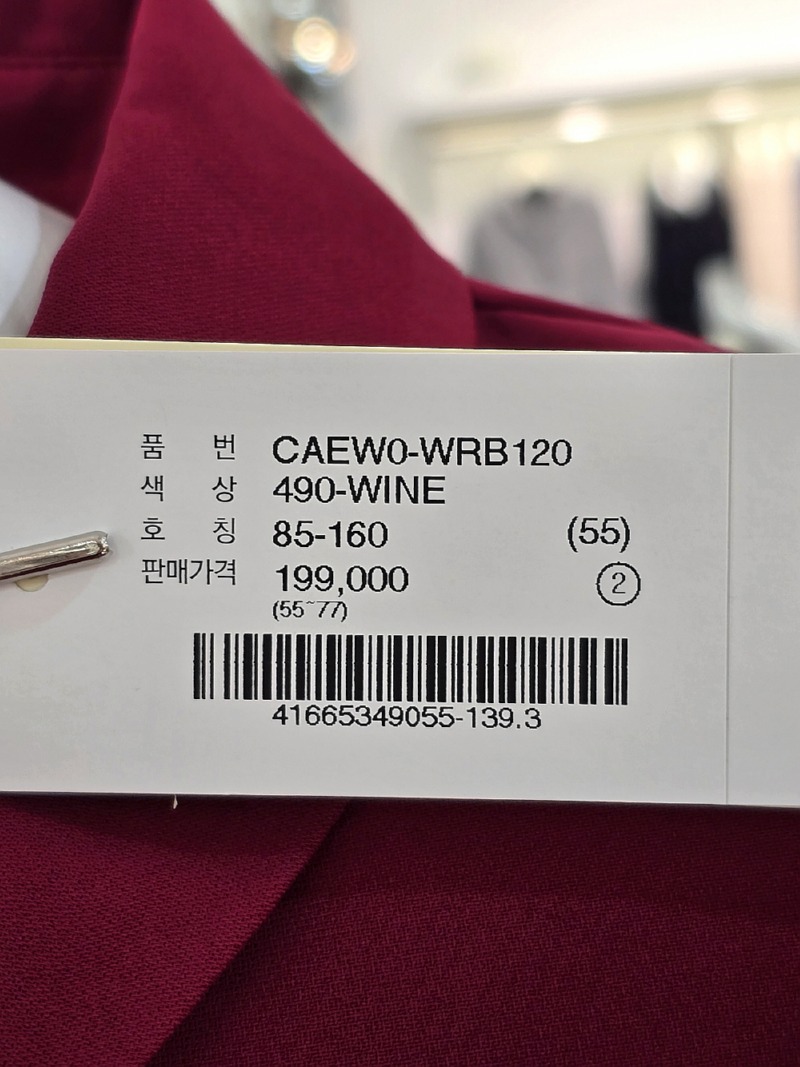 품 번 CAEW0-WRB120
색 상 490-WINE
호 칭 85-160 (55)
판매가격 199,000 ②
(55~77)
41665349055-139.3